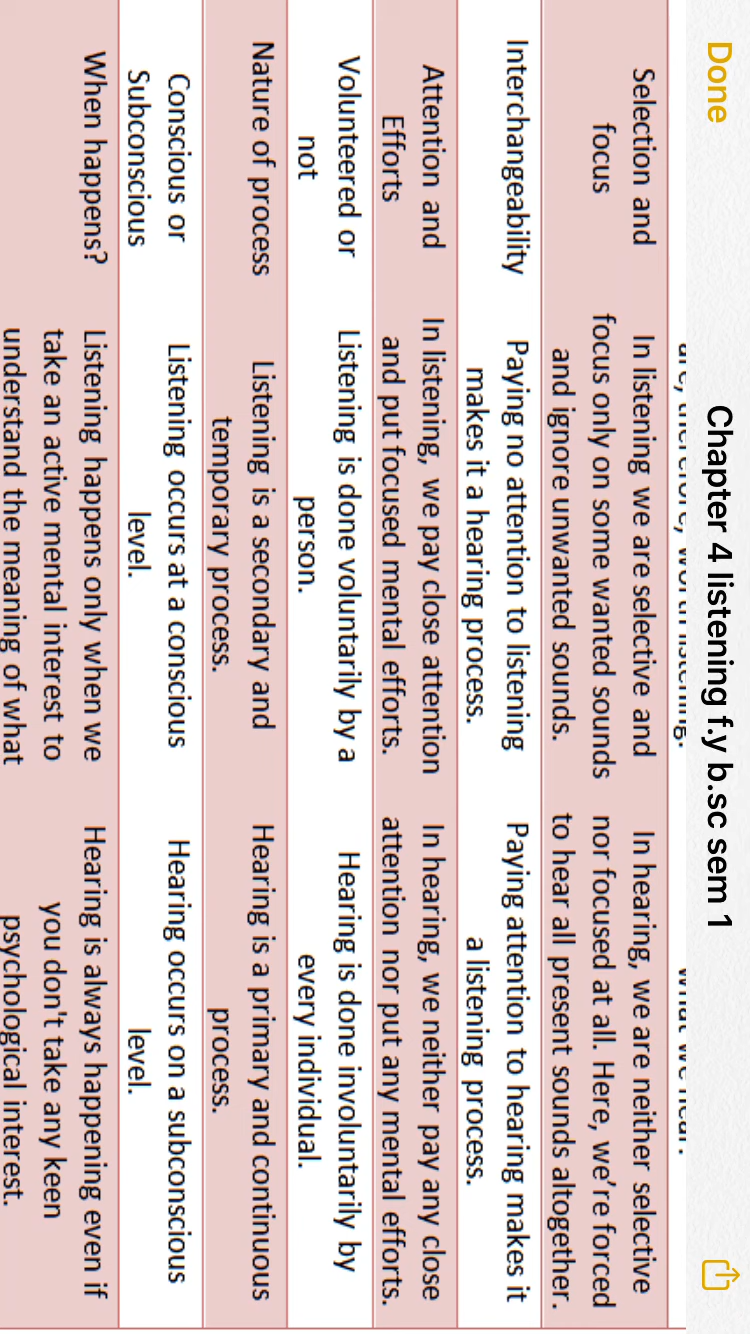 Done
Chapter 4 listening f.y b.sc sem 1
Selection and
focus
In listening we are selective and
focus only on some wanted sounds
and ignore unwanted sounds.
In hearing, we are neither selective
nor focused at all. Here, we’re forced
to hear all present sounds altogether.
Interchangeability
Paying no attention to listening
makes it a hearing process.
Paying attention to hearing makes it
a listening process.
Attention and
Efforts
In listening, we pay close attention
and put focused mental efforts.
In hearing, we neither pay any close
attention nor put any mental efforts.
Volunteered or
not
Listening is done voluntarily by a
person.
Hearing is done involuntarily by
every individual.
Nature of process
Listening is a secondary and
temporary process.
Hearing is a primary and continuous
process.
Conscious or
Subconscious
Listening occurs at a conscious
level.
Hearing occurs on a subconscious
level.
When happens?
Listening happens only when we
take an active mental interest to
understand the meaning of what
Hearing is always happening even if
you don't take any keen
psychological interest.